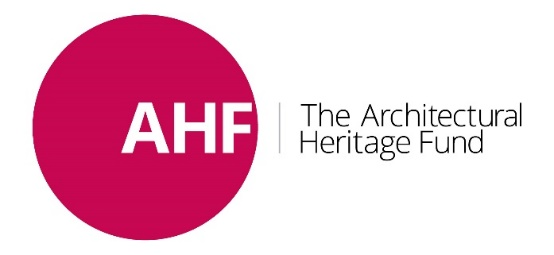 AHF
The Architectural
Heritage Fund